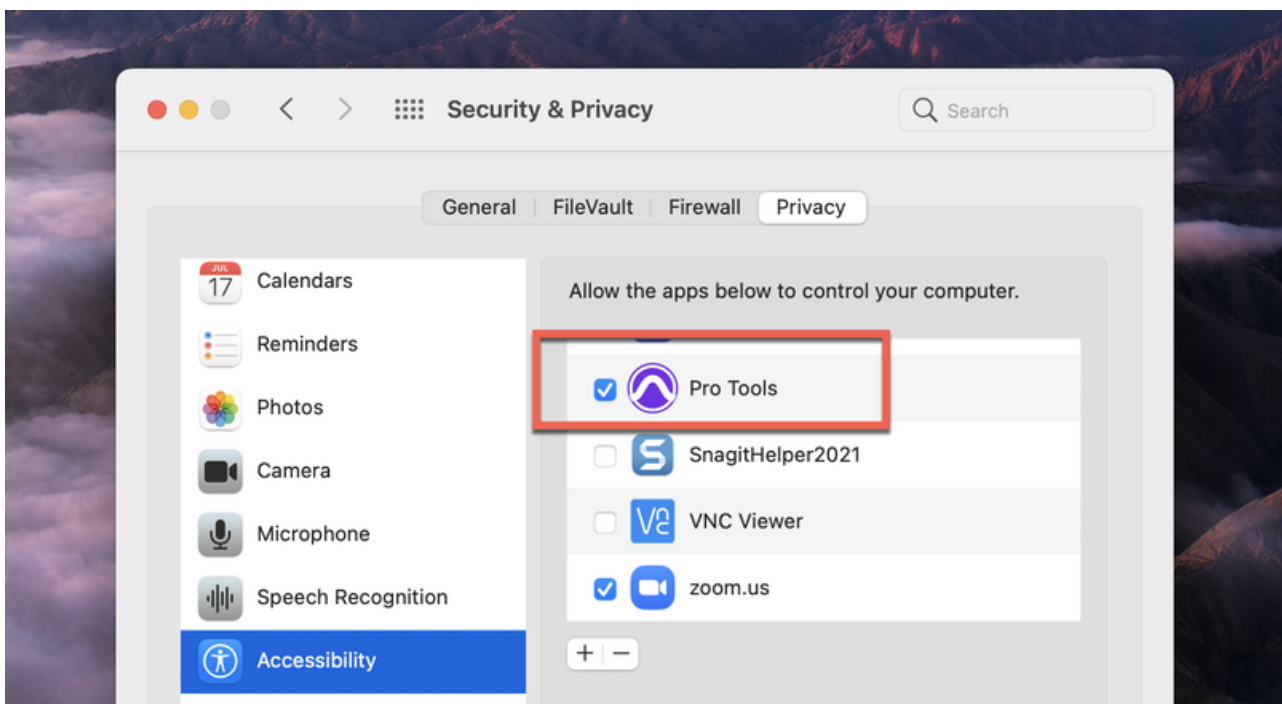 Security & Privacy
Search
General FileVault Firewall Privacy
JUL
17
Calendars
Reminders
Photos
Camera
Microphone
Speech Recognition
Accessibility
Allow the apps below to control your computer.
Pro Tools
SnagitHelper2021
VNC Viewer
zoom.us